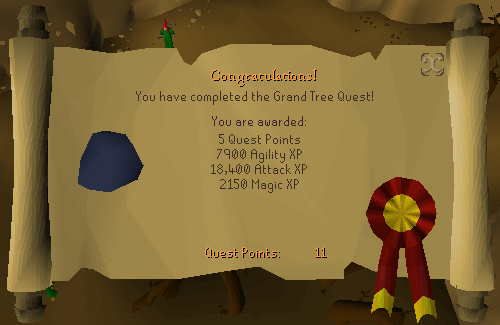 Congratulations!
You have completed the Grand Tree Quest!
You are awarded:
5 Quest Points
7900 Agility XP
18,400 Attack XP
2150 Magic XP
Quest Points: 11